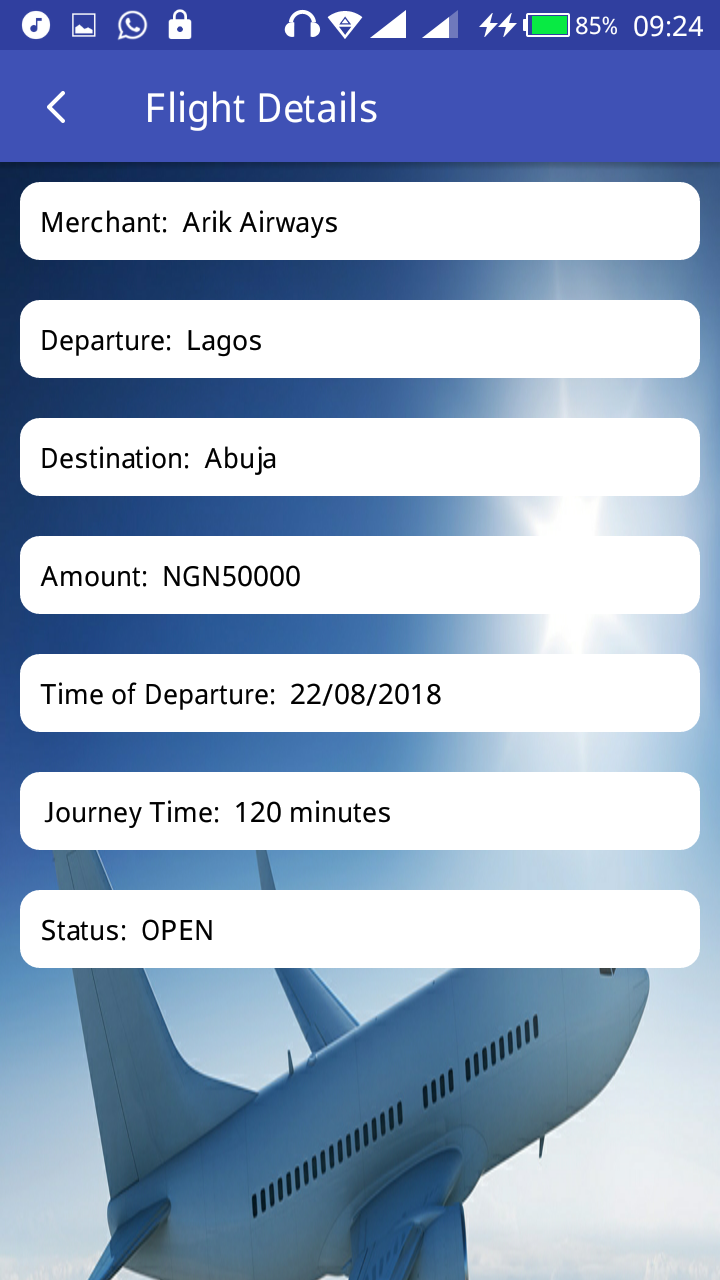 85% 09:24
Flight Details
Merchant: Arik Airways
Departure: Lagos
Destination: Abuja
Amount: NGN50000
Time of Departure: 22/08/2018
Journey Time: 120 minutes
Status: OPEN